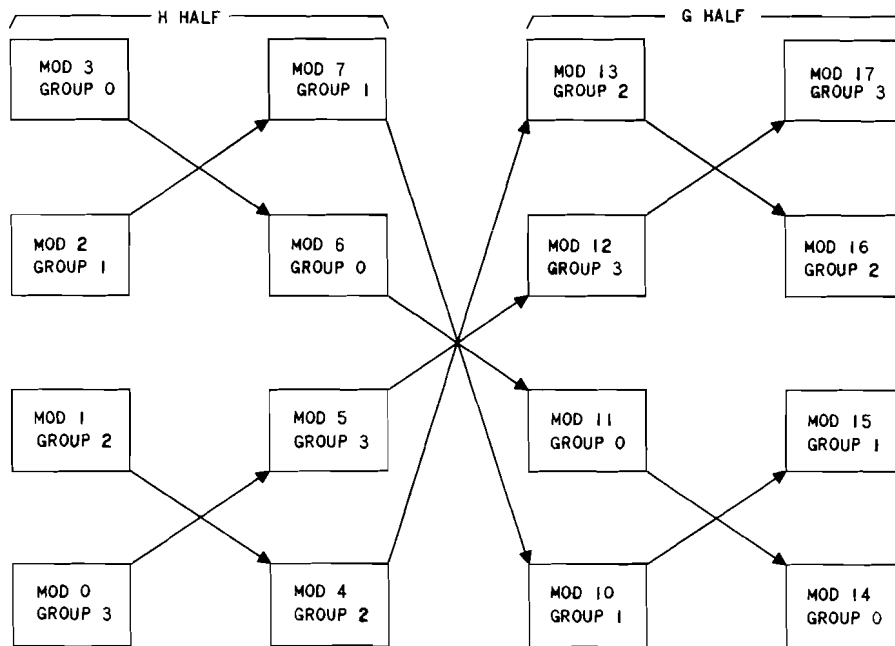 H HALF
G HALF
MOD 3
GROUP 0
MOD 7
GROUP 1
MOD 13
GROUP 2
MOD 17
GROUP 3
MOD 2
GROUP 1
MOD 6
GROUP 0
MOD 12
GROUP 3
MOD 16
GROUP 2
MOD 1
GROUP 2
MOD 5
GROUP 3
MOD 11
GROUP 0
MOD 15
GROUP 1
MOD 0
GROUP 3
MOD 4
GROUP 2
MOD 10
GROUP 1
MOD 14
GROUP 0